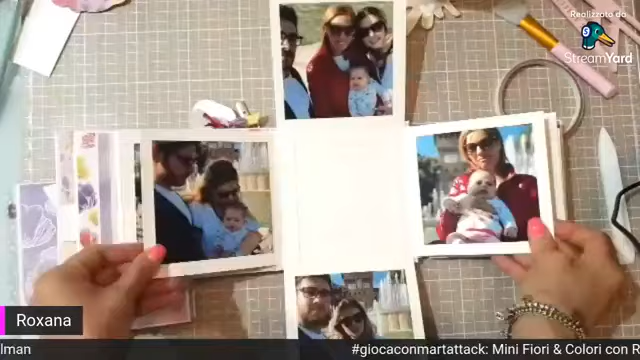 Realizzato da
StreamYard
Roxana
lman
#giocaconmartattack: Mini Fiori & Colori con R